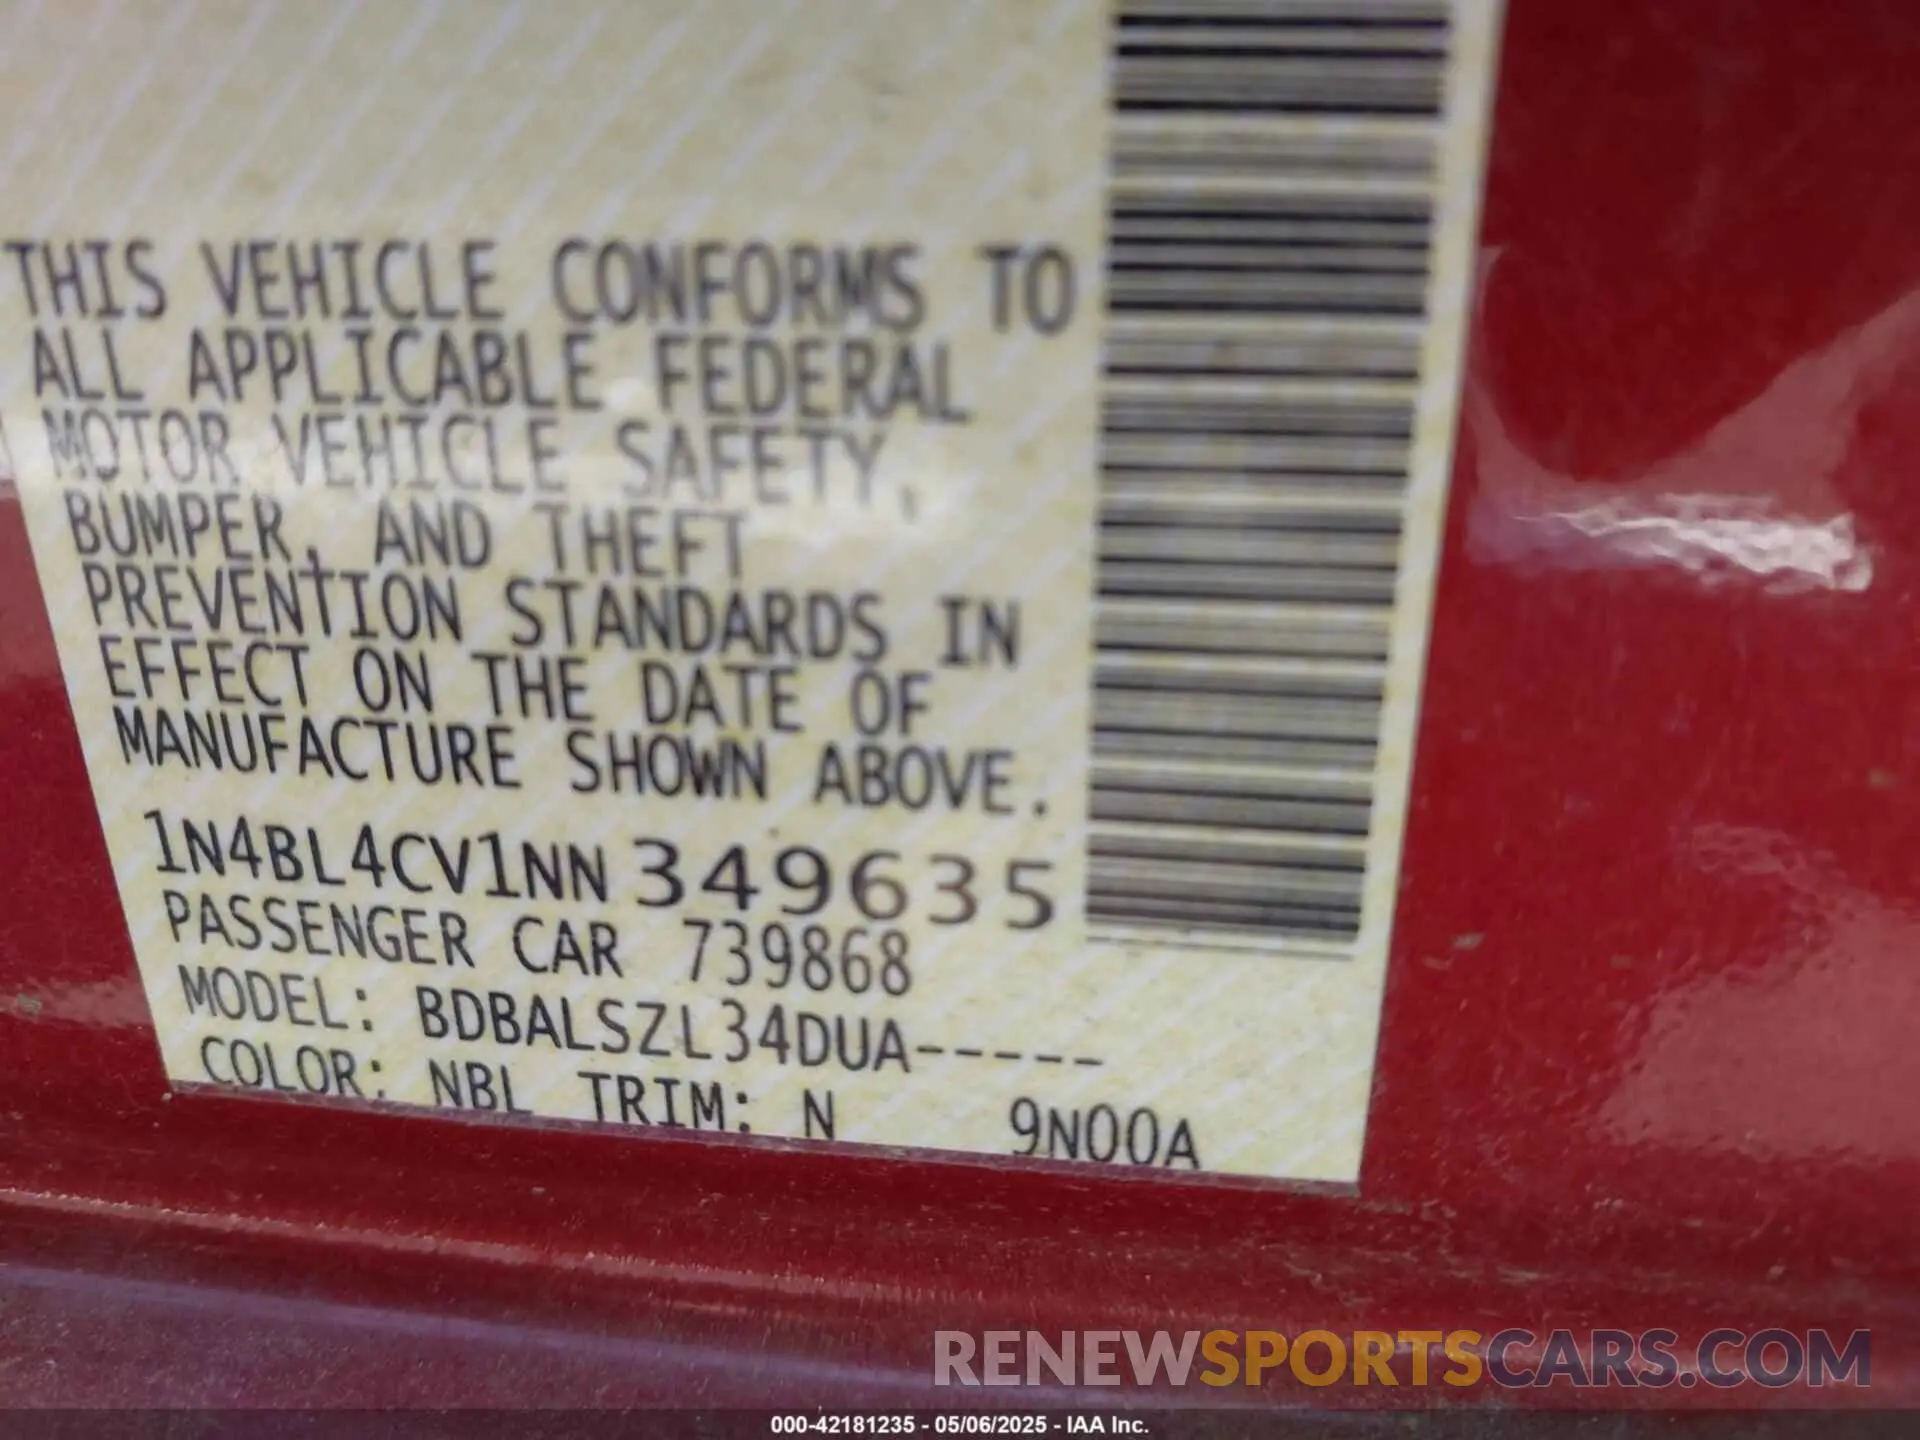 THIS VEHICLE CONFORMS TO
ALL APPLICABLE FEDERAL
MOTOR VEHICLE SAFETY,
BUMPER, AND THEFT
PREVENTION STANDARDS IN
EFFECT ON THE DATE OF
MANUFACTURE SHOWN ABOVE.
1N4BL4CV1NN349635
PASSENGER CAR 739868
MODEL: BDBALSZL34DUA-----
COLOR: NBL TRIM: N 9N00A
RENEWSPORTSCARS.COM
000-42181235 - 05/06/2025 - IAA Inc.